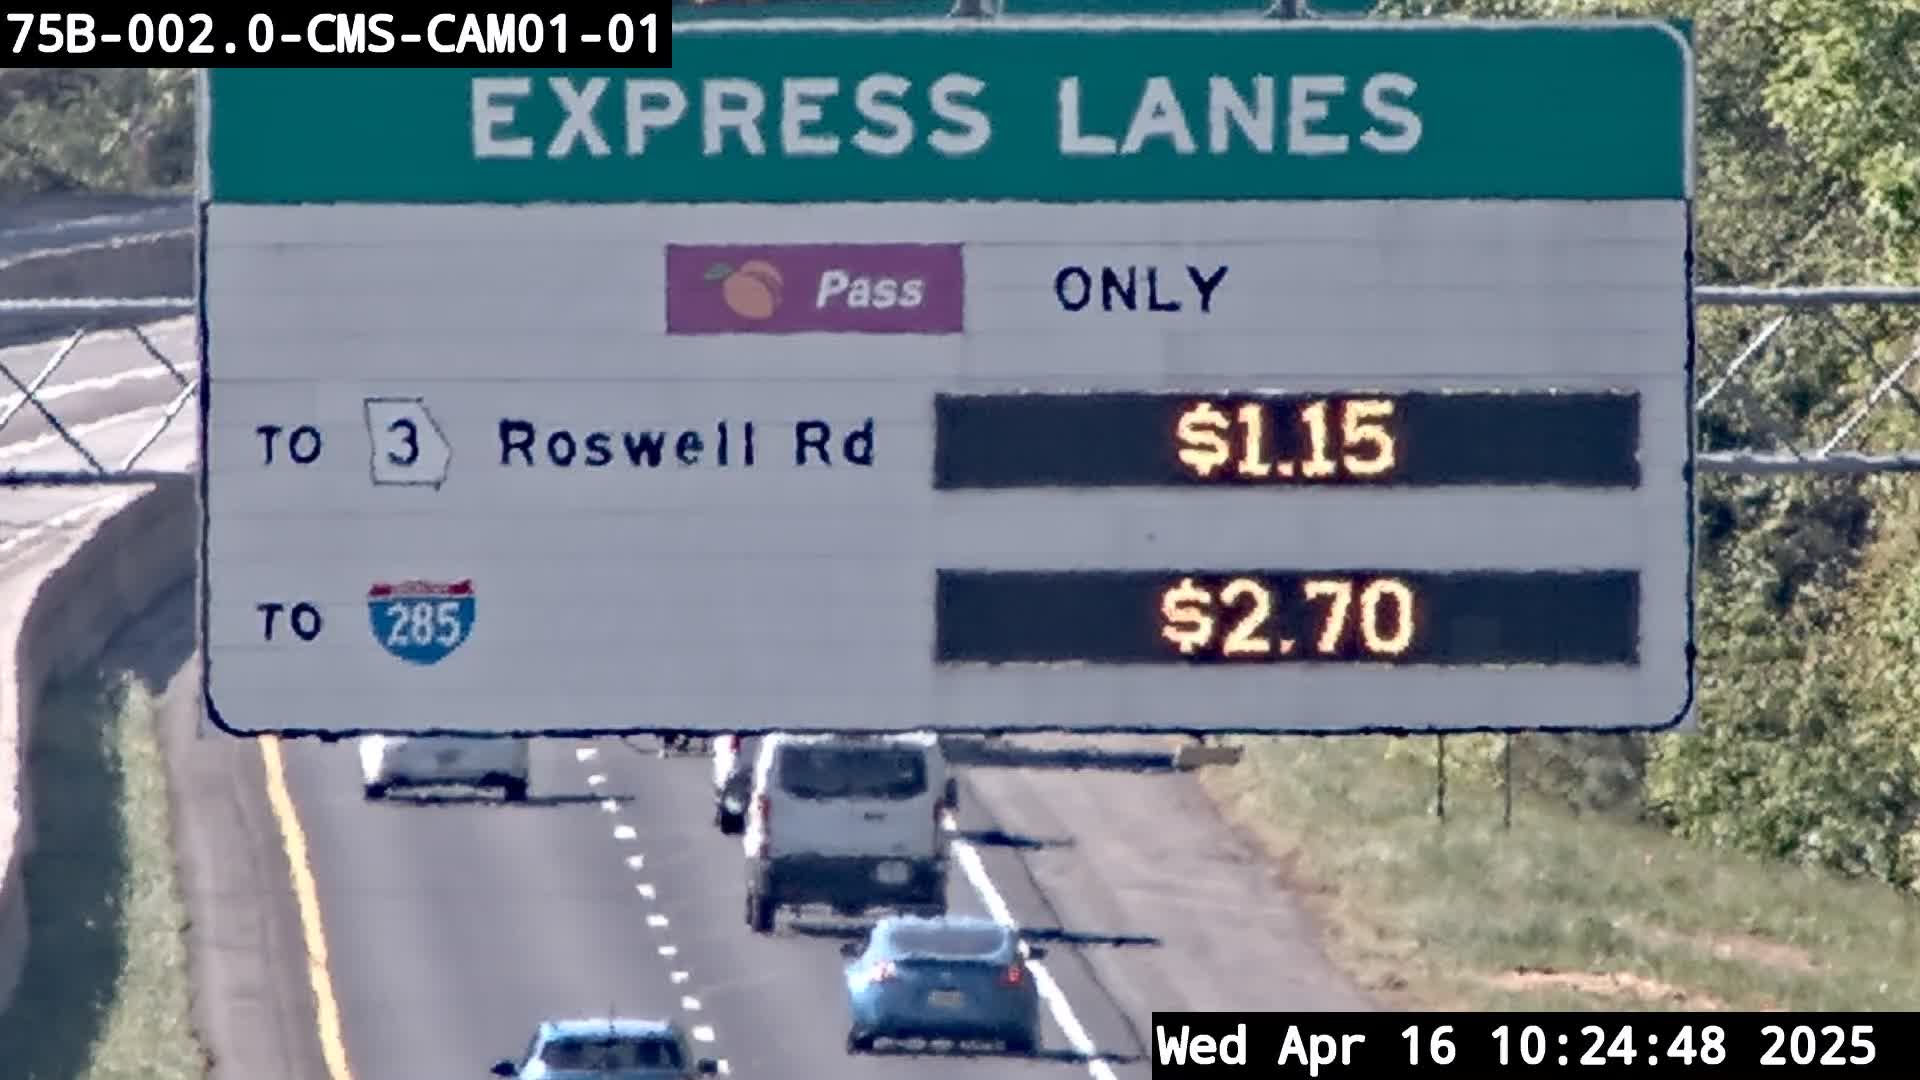 75B-002.0-CMS-CAM01-01
EXPRESS LANES
Pass ONLY
TO 3 Roswell Rd $1.15
TO 285 $2.70
Wed Apr 16 10:24:48 2025